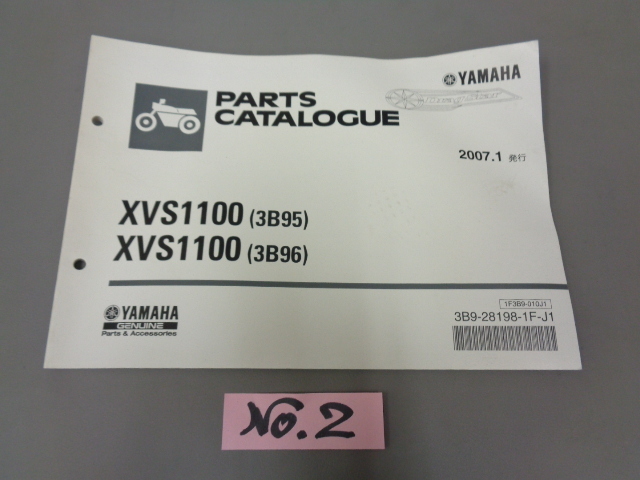 YAMAHA
PARTS
CATALOGUE
2007.1 発行
XVS1100 (3B95)
XVS1100 (3B96)
YAMAHA
GENUINE
Parts & Accessories
1F3B9-010J1
3B9-28198-1F-J1
No.2